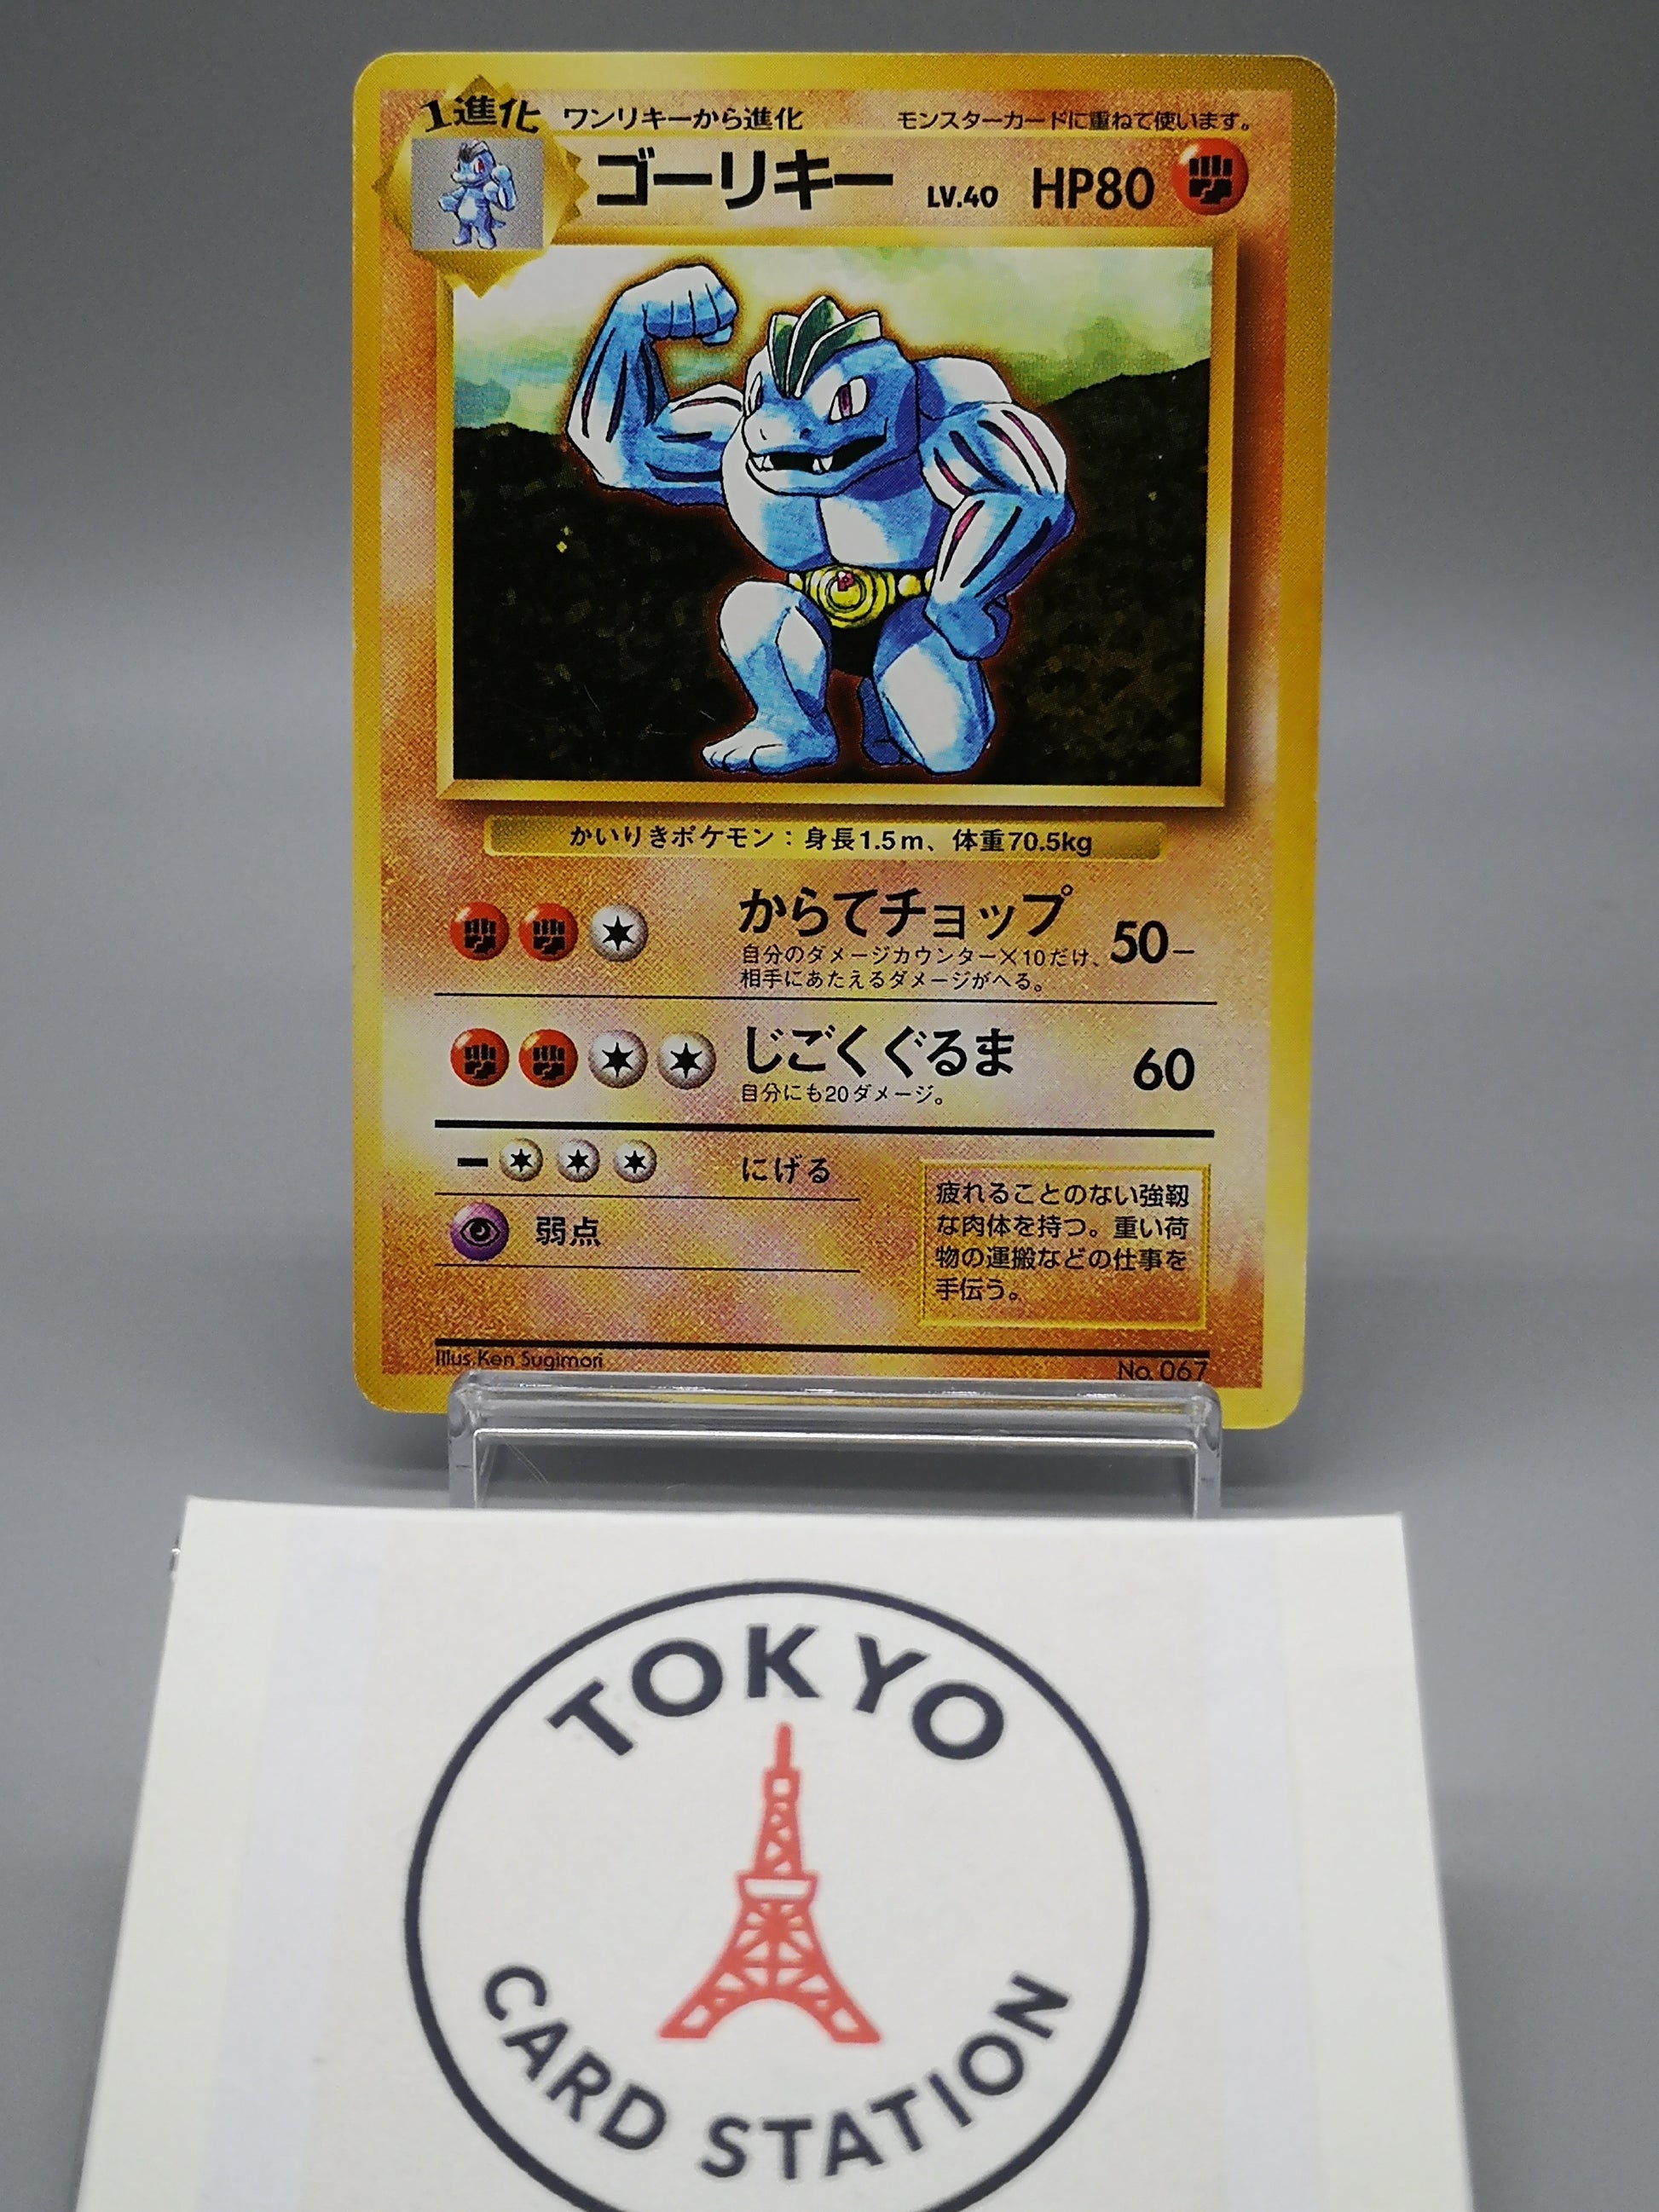 1進化 ワンリキーから進化 モンスターカードに重ねて使います。
ゴーリキー LV.40 HP80
かいりきポケモン：身長1.5m、体重70.5kg
からてチョップ 50−
自分のダメージカウンター×10だけ、
相手にあたえるダメージがへる。
じごくぐるま 60
自分にも20ダメージ。
− にげる
弱点
疲れることのない強靱
な肉体を持つ。重い荷
物の運搬などの仕事を
手伝う。
Illus.Ken Sugimori No.067
TOKYO
CARD STATION